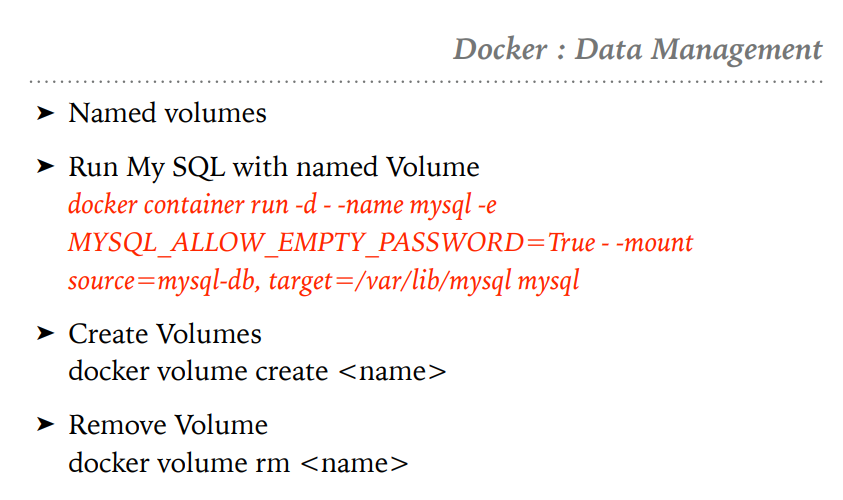 Docker : Data Management
➤ Named volumes
➤ Run My SQL with named Volume
docker container run -d - -name mysql -e
MYSQL_ALLOW_EMPTY_PASSWORD=True - -mount
source=mysql-db, target=/var/lib/mysql mysql
➤ Create Volumes
docker volume create <name>
➤ Remove Volume
docker volume rm <name>